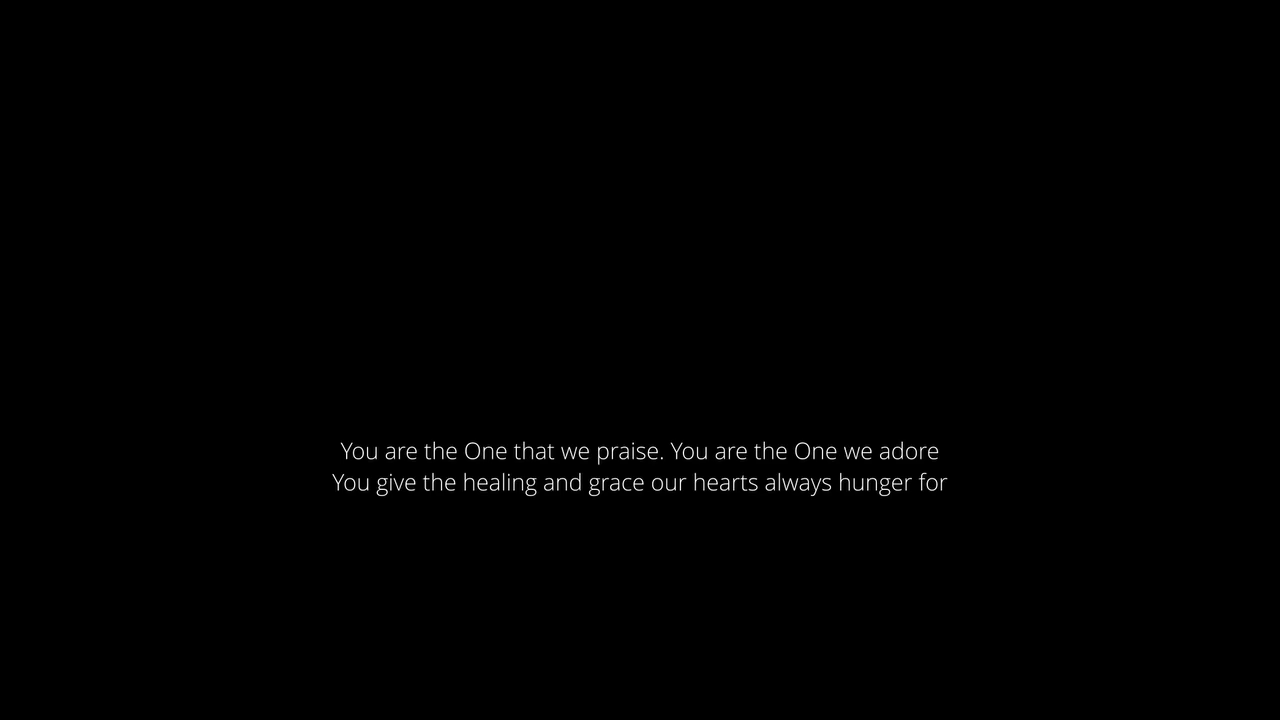 You are the One that we praise. You are the One we adore
You give the healing and grace our hearts always hunger for